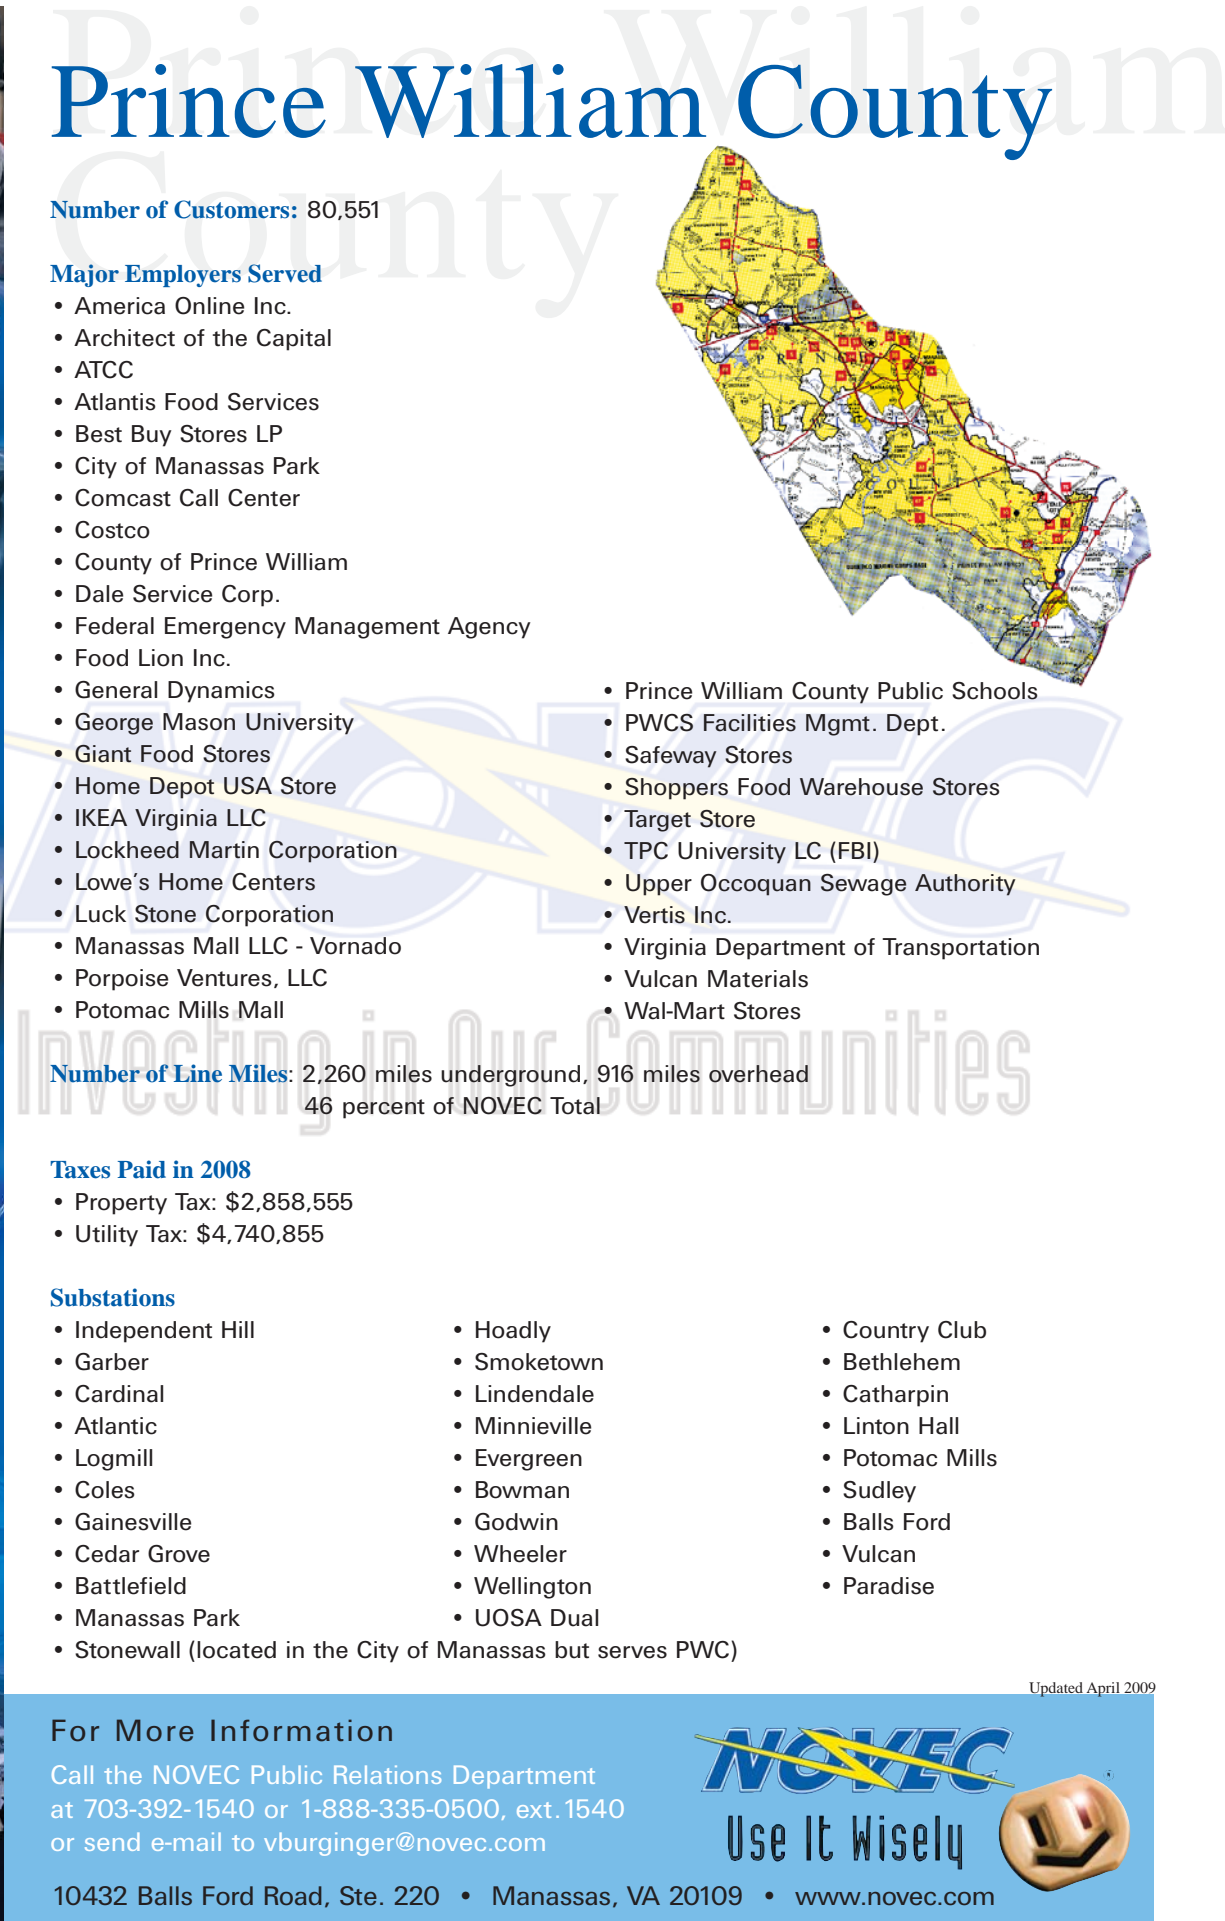 Prince William County
Prince William
County
Number of Customers: 80,551
Major Employers Served
• America Online Inc.
• Architect of the Capital
• ATCC
• Atlantis Food Services
• Best Buy Stores LP
• City of Manassas Park
• Comcast Call Center
• Costco
• County of Prince William
• Dale Service Corp.
• Federal Emergency Management Agency
• Food Lion Inc.
• General Dynamics
• George Mason University
• Giant Food Stores
• Home Depot USA Store
• IKEA Virginia LLC
• Lockheed Martin Corporation
• Lowe's Home Centers
• Luck Stone Corporation
• Manassas Mall LLC - Vornado
• Porpoise Ventures, LLC
• Potomac Mills Mall
• Prince William County Public Schools
• PWCS Facilities Mgmt. Dept.
• Safeway Stores
• Shoppers Food Warehouse Stores
• Target Store
• TPC University LC (FBI)
• Upper Occoquan Sewage Authority
• Vertis Inc.
• Virginia Department of Transportation
• Vulcan Materials
• Wal-Mart Stores
NOVEC
Investing in Our Communities
Number of Line Miles: 2,260 miles underground, 916 miles overhead
46 percent of NOVEC Total
Taxes Paid in 2008
• Property Tax: $2,858,555
• Utility Tax: $4,740,855
Substations
• Independent Hill
• Garber
• Cardinal
• Atlantic
• Logmill
• Coles
• Gainesville
• Cedar Grove
• Battlefield
• Manassas Park
• Stonewall (located in the City of Manassas but serves PWC)
• Hoadly
• Smoketown
• Lindendale
• Minnieville
• Evergreen
• Bowman
• Godwin
• Wheeler
• Wellington
• UOSA Dual
• Country Club
• Bethlehem
• Catharpin
• Linton Hall
• Potomac Mills
• Sudley
• Balls Ford
• Vulcan
• Paradise
Updated April 2009
For More Information
Call the NOVEC Public Relations Department
at 703-392-1540 or 1-888-335-0500, ext.1540
or send e-mail to vburginger@novec.com
NOVEC
Use It Wisely
10432 Balls Ford Road, Ste. 220 • Manassas, VA 20109 • www.novec.com